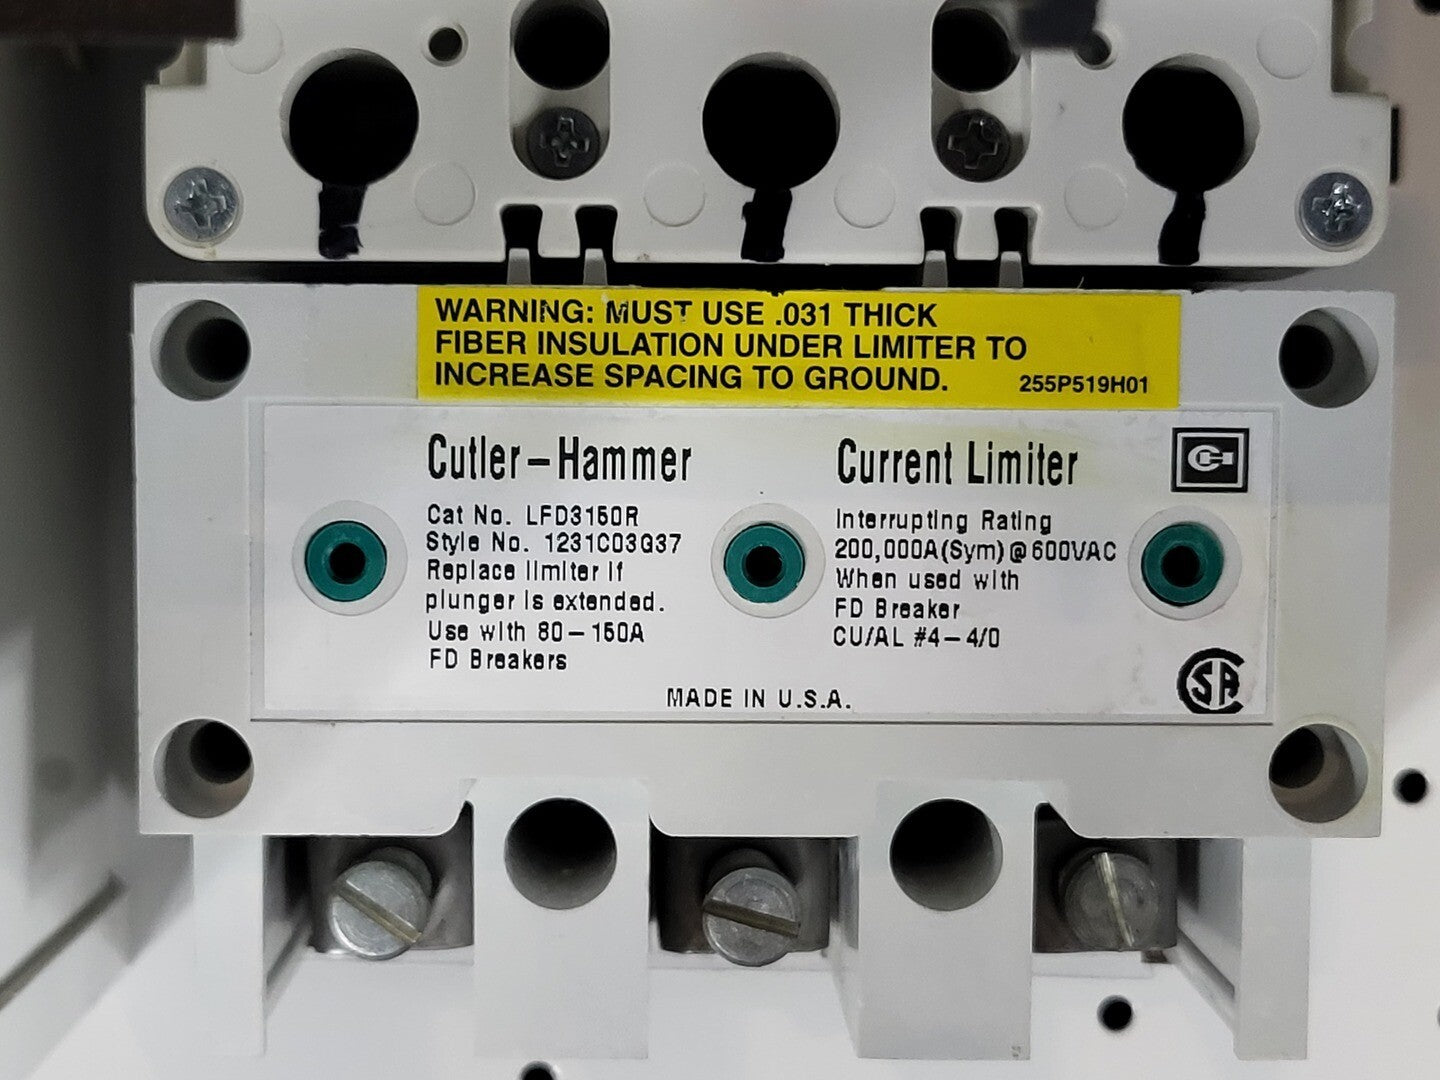 WARNING: MUST USE .031 THICK
FIBER INSULATION UNDER LIMITER TO
INCREASE SPACING TO GROUND.
255P519H01
Cutler-Hammer
Cat No. LFD3150R
Style No. 1231C03G37
Replace limiter if
plunger is extended.
Use with 80-150A
FD Breakers
Current Limiter
Interrupting Rating
200,000A(Sym)@600VAC
When used with
FD Breaker
CU/AL #4-4/0
MADE IN U.S.A.
SA